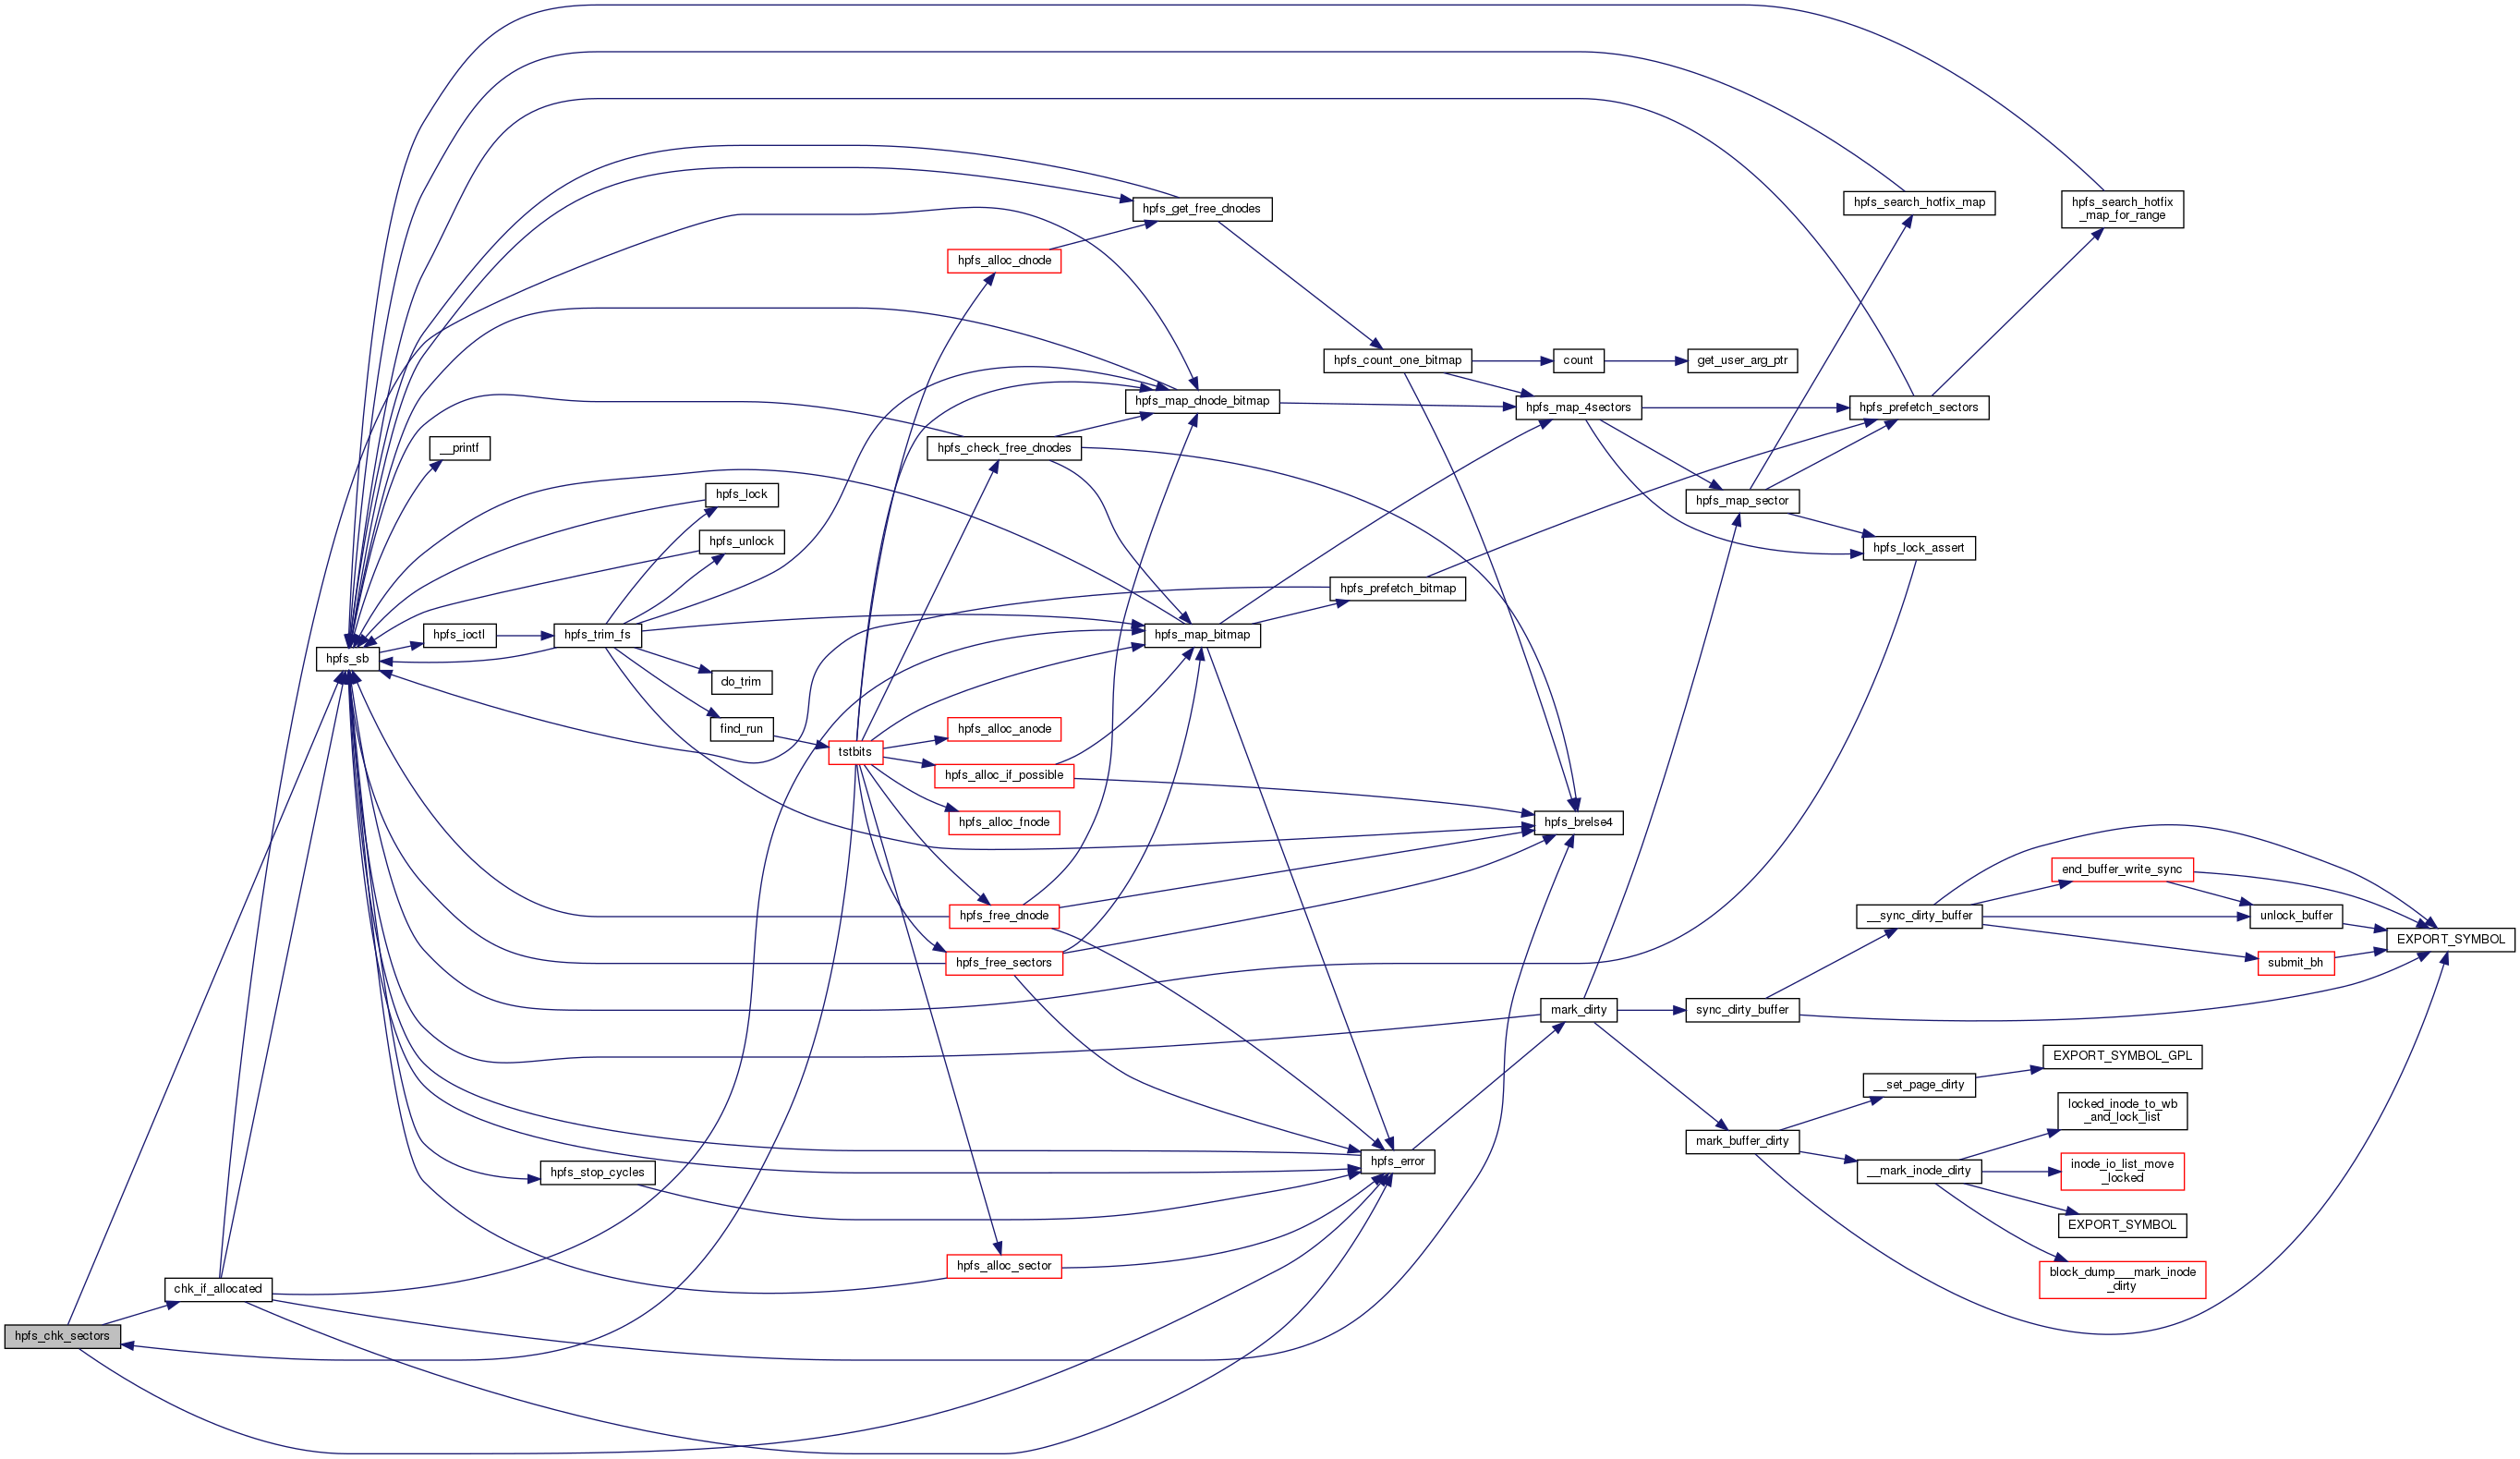 hpfs_search_hotfix_map
hpfs_search_hotfix
_map_for_range
hpfs_get_free_dnodes
hpfs_alloc_dnode
hpfs_count_one_bitmap
count
get_user_arg_ptr
hpfs_map_dnode_bitmap
hpfs_map_4sectors
hpfs_prefetch_sectors
__printf
hpfs_check_free_dnodes
hpfs_lock
hpfs_map_sector
hpfs_unlock
hpfs_lock_assert
hpfs_prefetch_bitmap
hpfs_ioctl
hpfs_trim_fs
hpfs_map_bitmap
hpfs_sb
do_trim
find_run
hpfs_alloc_anode
tstbits
hpfs_alloc_if_possible
hpfs_alloc_fnode
hpfs_brelse4
end_buffer_write_sync
hpfs_free_dnode
__sync_dirty_buffer
unlock_buffer
EXPORT_SYMBOL
hpfs_free_sectors
submit_bh
mark_dirty
sync_dirty_buffer
EXPORT_SYMBOL_GPL
__set_page_dirty
locked_inode_to_wb
_and_lock_list
mark_buffer_dirty
hpfs_error
hpfs_stop_cycles
__mark_inode_dirty
inode_io_list_move
_locked
EXPORT_SYMBOL
hpfs_alloc_sector
block_dump___mark_inode
_dirty
chk_if_allocated
hpfs_chk_sectors